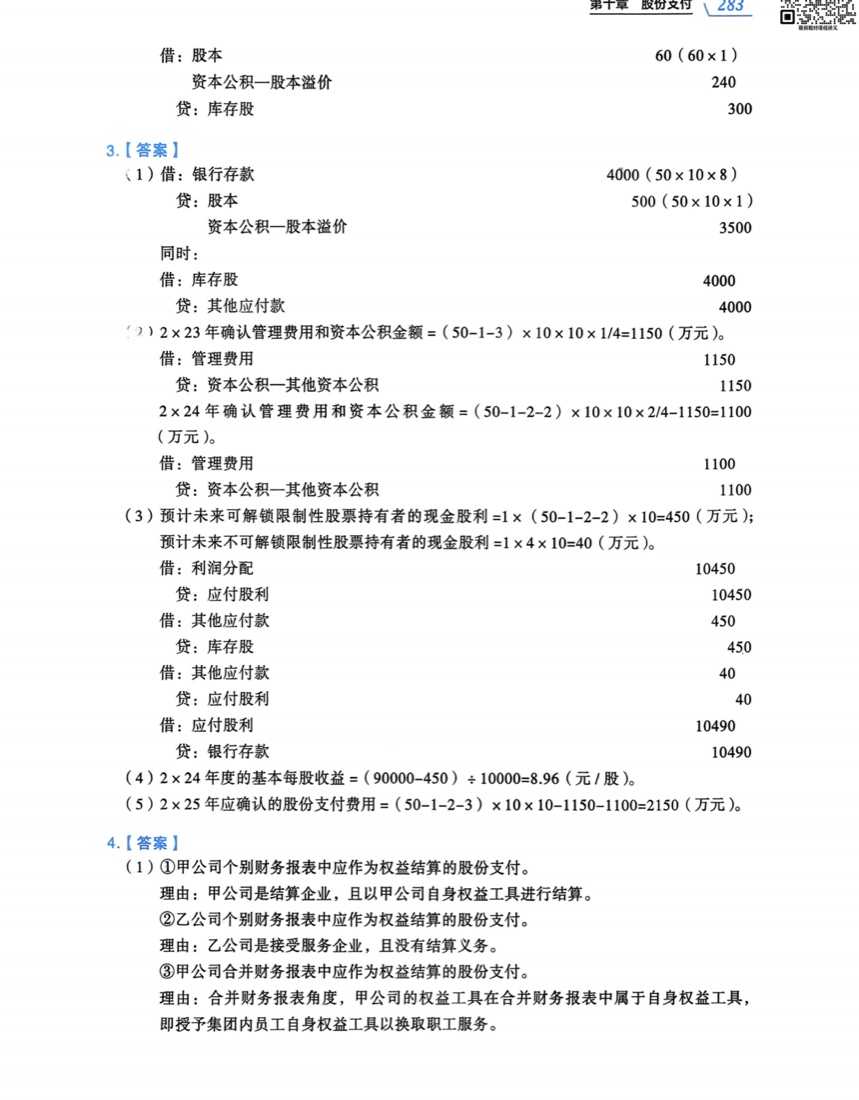 第十章 股份支付 283
借：股本 60（60×1）
资本公积—股本溢价 240
贷：库存股 300
3.【答案】
（1）借：银行存款 4000（50×10×8）
贷：股本 500（50×10×1）
资本公积—股本溢价 3500
同时：
借：库存股 4000
贷：其他应付款 4000
（2）2×23 年确认管理费用和资本公积金额 =（50-1-3）×10×10×1/4=1150（万元）。
借：管理费用 1150
贷：资本公积—其他资本公积 1150
2×24 年确认管理费用和资本公积金额 =（50-1-2-2）×10×10×2/4-1150=1100
（万元）。
借：管理费用 1100
贷：资本公积—其他资本公积 1100
（3）预计未来可解锁限制性股票持有者的现金股利 =1×（50-1-2-2）×10=450（万元）；
预计未来不可解锁限制性股票持有者的现金股利 =1×4×10=40（万元）。
借：利润分配 10450
贷：应付股利 10450
借：其他应付款 450
贷：库存股 450
借：其他应付款 40
贷：应付股利 40
借：应付股利 10490
贷：银行存款 10490
（4）2×24 年度的基本每股收益 =（90000-450）÷10000=8.96（元 / 股）。
（5）2×25 年应确认的股份支付费用 =（50-1-2-3）×10×10-1150-1100=2150（万元）。
4.【答案】
（1）①甲公司个别财务报表中应作为权益结算的股份支付。
理由：甲公司是结算企业，且以甲公司自身权益工具进行结算。
②乙公司个别财务报表中应作为权益结算的股份支付。
理由：乙公司是接受服务企业，且没有结算义务。
③甲公司合并财务报表中应作为权益结算的股份支付。
理由：合并财务报表角度，甲公司的权益工具在合并财务报表中属于自身权益工具，
即授予集团内员工自身权益工具以换取职工服务。